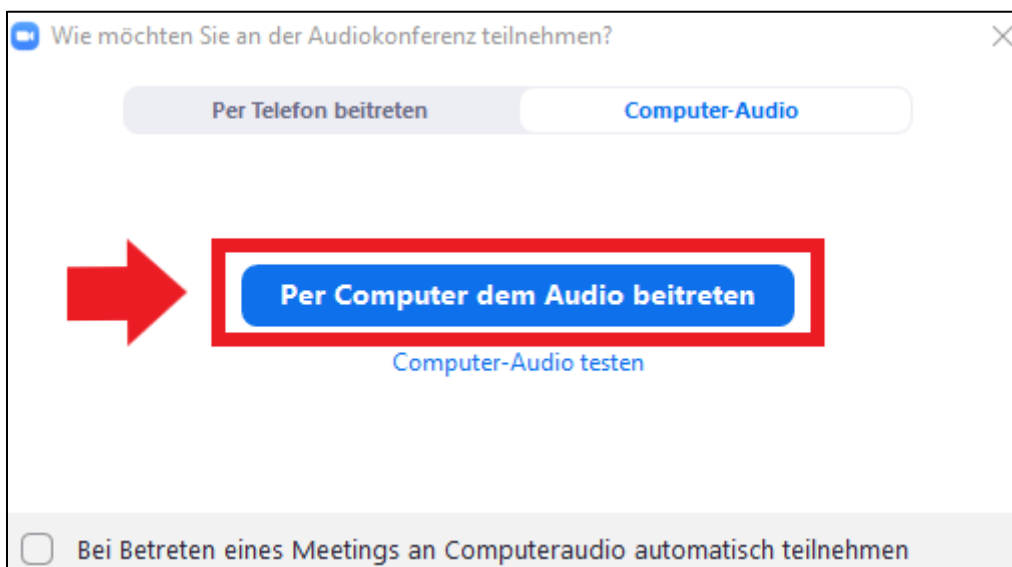 Wie möchten Sie an der Audiokonferenz teilnehmen?
Per Telefon beitreten
Computer-Audio
Per Computer dem Audio beitreten
Computer-Audio testen
Bei Betreten eines Meetings an Computeraudio automatisch teilnehmen